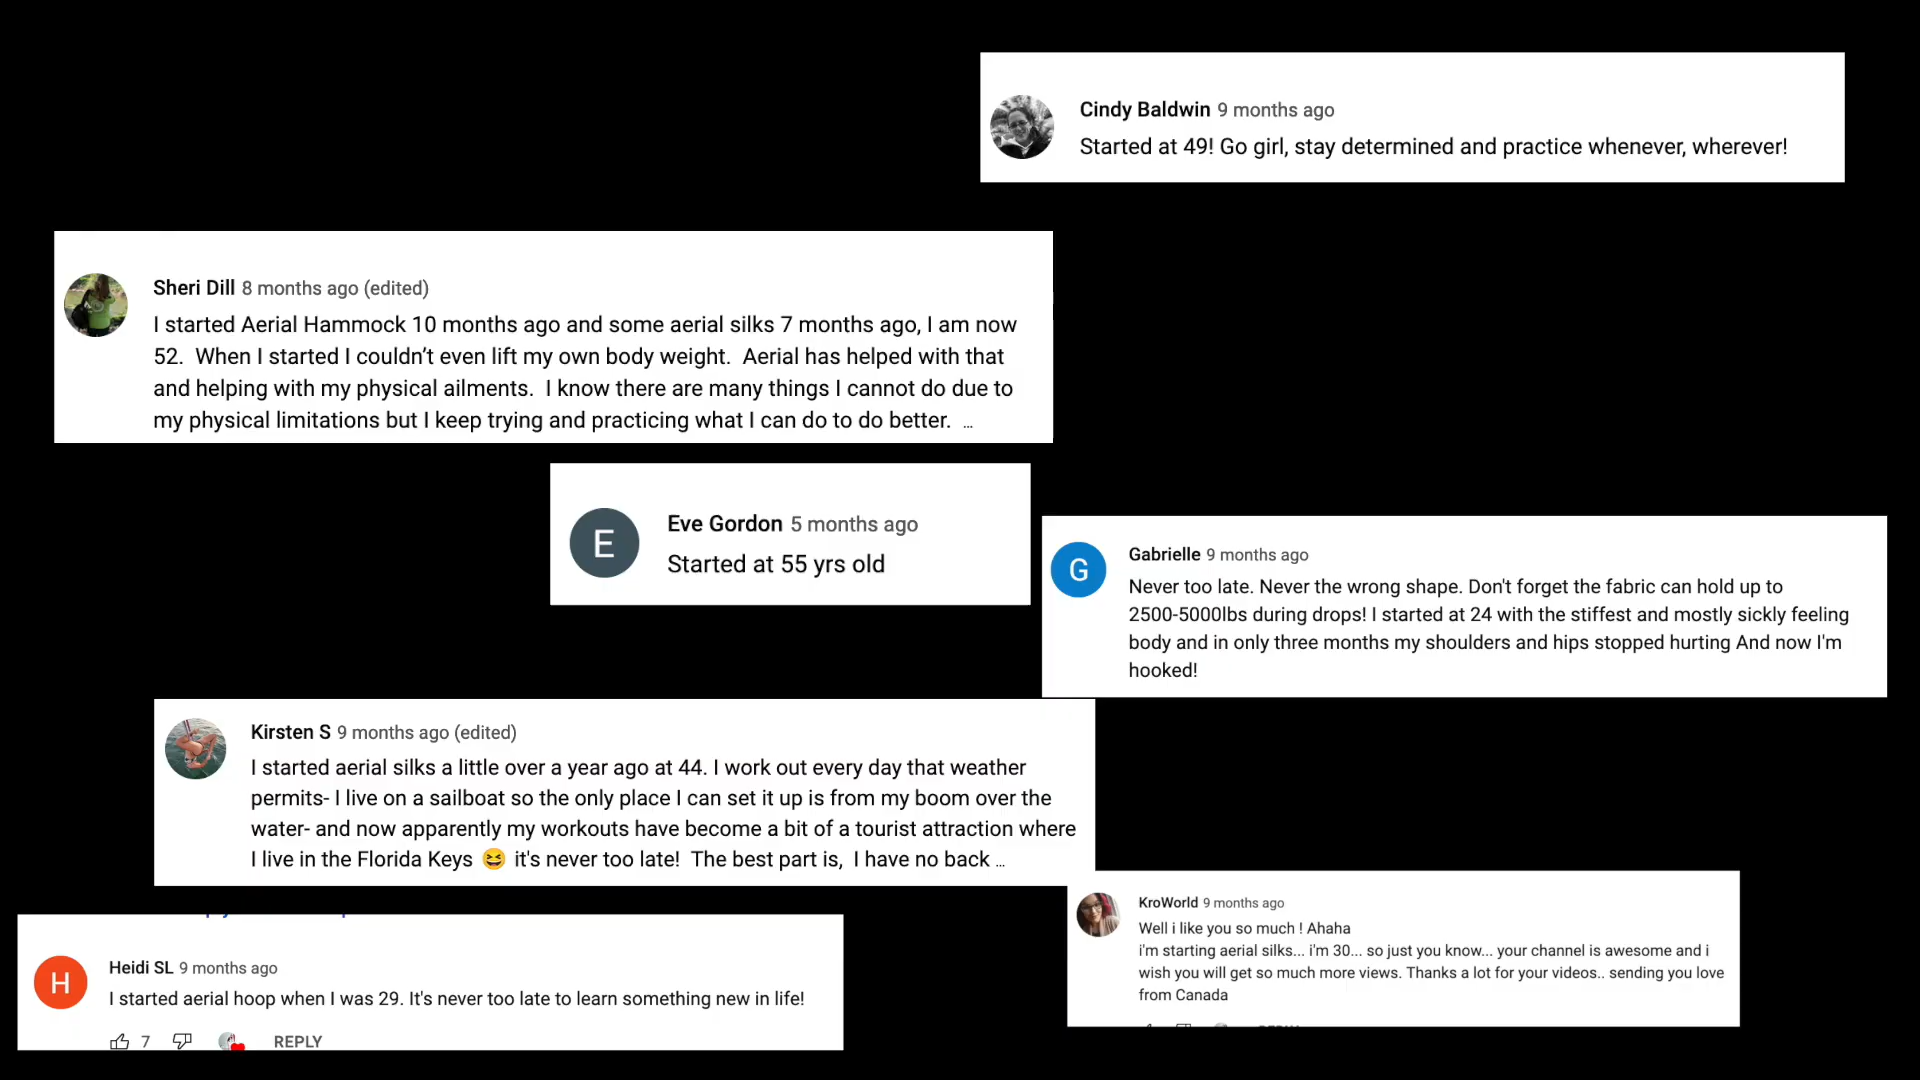 Cindy Baldwin 9 months ago
Started at 49! Go girl, stay determined and practice whenever, wherever!
Sheri Dill 8 months ago (edited)
I started Aerial Hammock 10 months ago and some aerial silks 7 months ago, I am now
52.  When I started I couldn’t even lift my own body weight.  Aerial has helped with that
and helping with my physical ailments.  I know there are many things I cannot do due to
my physical limitations but I keep trying and practicing what I can do to do better.  ...
E
Eve Gordon 5 months ago
Started at 55 yrs old
G
Gabrielle 9 months ago
Never too late. Never the wrong shape. Don't forget the fabric can hold up to
2500-5000lbs during drops! I started at 24 with the stiffest and mostly sickly feeling
body and in only three months my shoulders and hips stopped hurting And now I'm
hooked!
Kirsten S 9 months ago (edited)
I started aerial silks a little over a year ago at 44. I work out every day that weather
permits- I live on a sailboat so the only place I can set it up is from my boom over the
water- and now apparently my workouts have become a bit of a tourist attraction where
I live in the Florida Keys 😆 it's never too late!  The best part is,  I have no back ...
KroWorld 9 months ago
Well i like you so much ! Ahaha
i'm starting aerial silks... i'm 30... so just you know... your channel is awesome and i
wish you will get so much more views. Thanks a lot for your videos.. sending you love
from Canada
H
Heidi SL 9 months ago
I started aerial hoop when I was 29. It's never too late to learn something new in life!
7 REPLY